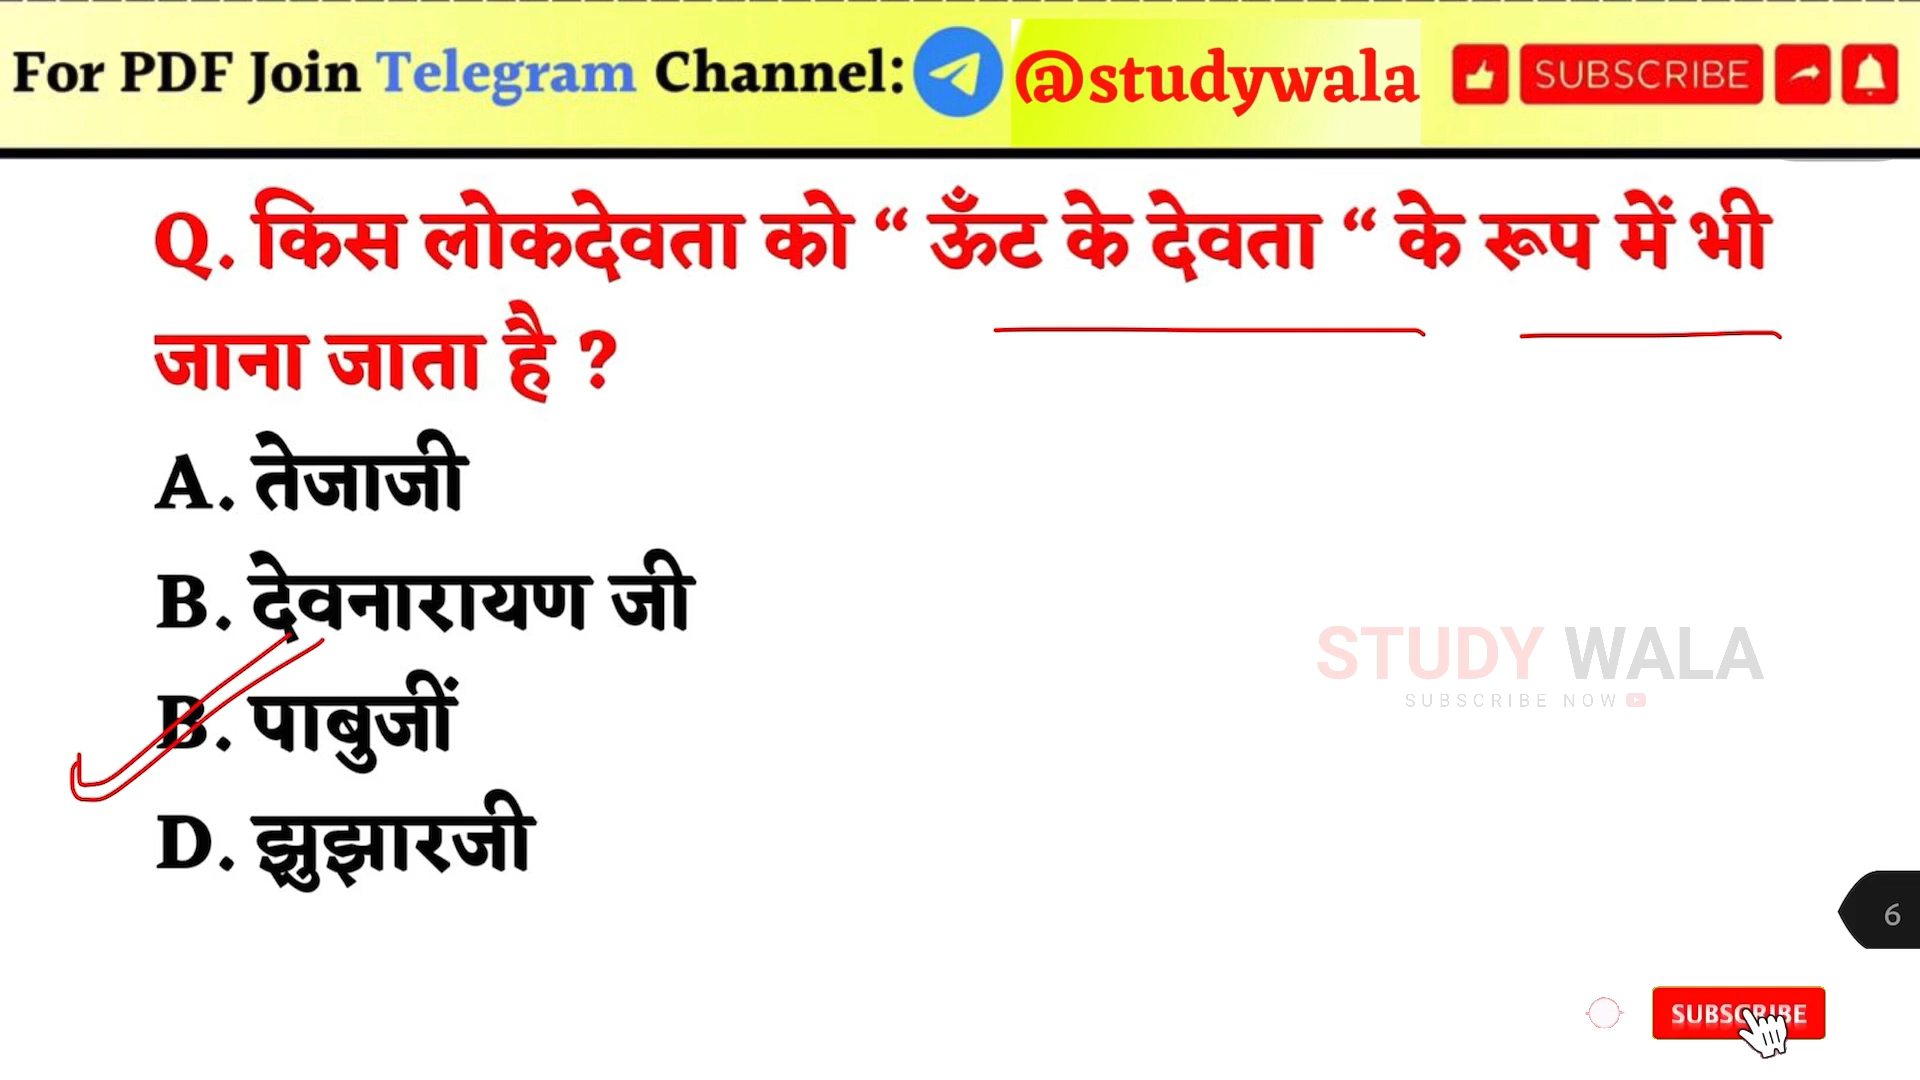 For PDF Join Telegram Channel: @studywala SUBSCRIBE
Q. किस लोकदेवता को “ ऊँट के देवता “ के रूप में भी
जाना जाता है ?
A. तेजाजी
B. देवनारायण जी
B. पाबुजीं
D. झुझारजी
STUDY WALA
SUBSCRIBE NOW
6
SUBSCRIBE